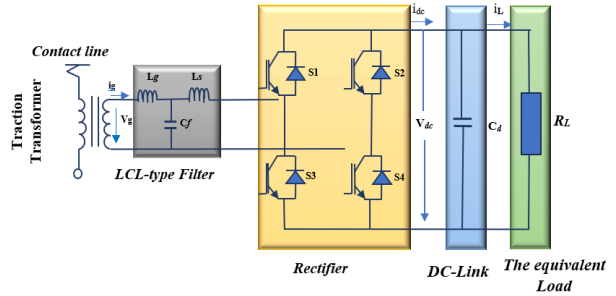 Contact line
Traction
Transformer
ig
Vg
Lg
Ls
Cf
LCL-type Filter
S1
S2
S3
S4
Rectifier
idc
Vdc
iL
Cd
DC-Link
RL
The equivalent
Load